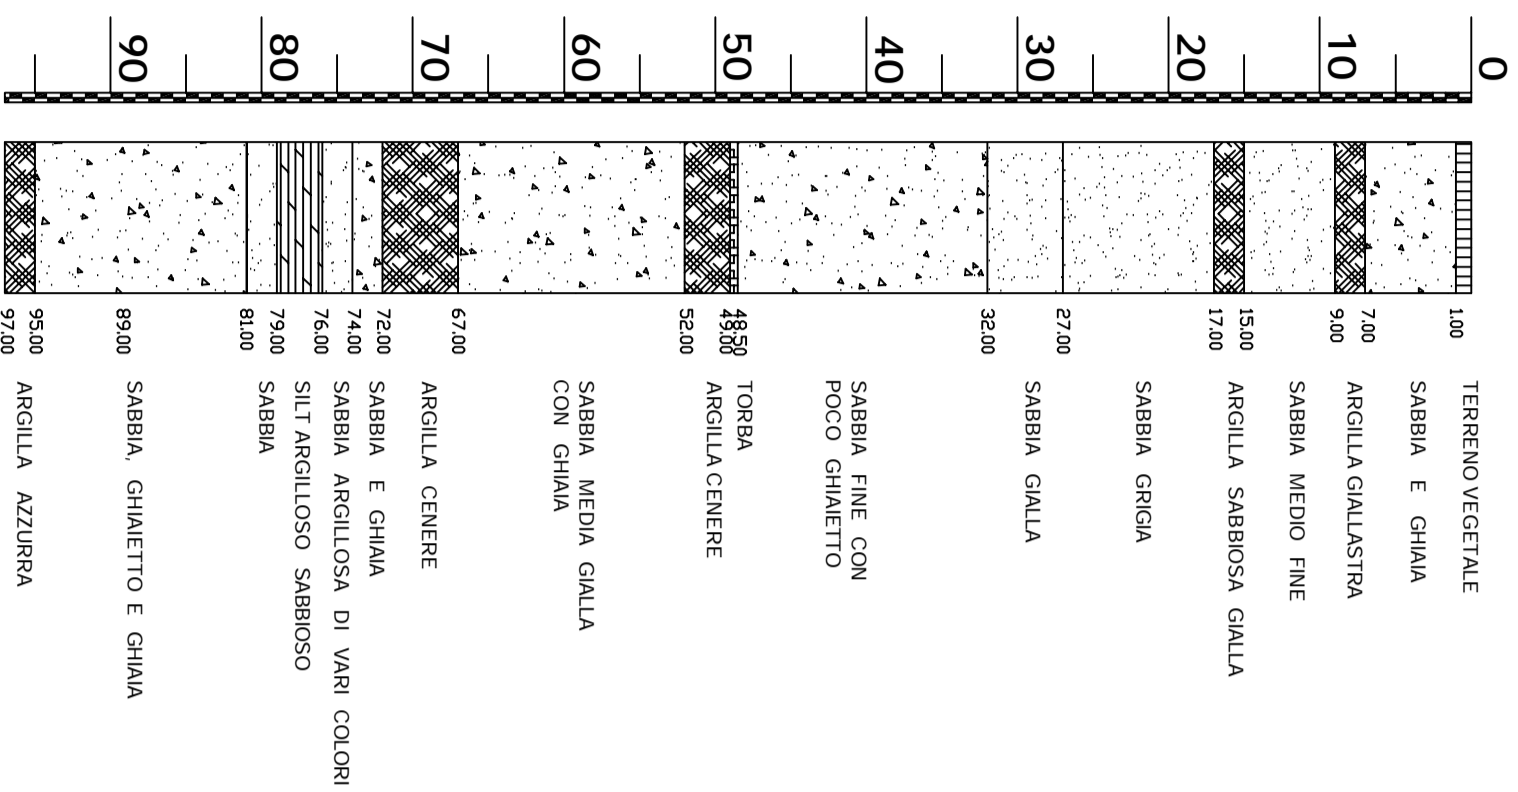 0
10
20
30
40
50
60
70
80
90
1.00
7.00
9.00
15.00
17.00
27.00
32.00
48.50
49.00
52.00
67.00
72.00
74.00
76.00
79.00
81.00
89.00
95.00
97.00
TERRENO VEGETALE
SABBIA E GHIAIA
ARGILLA GIALLASTRA
SABBIA MEDIO FINE
ARGILLA SABBIOSA GIALLA
SABBIA GRIGIA
SABBIA GIALLA
SABBIA FINE CON
POCO GHIAIETTO
TORBA
ARGILLA CENERE
SABBIA MEDIA GIALLA
CON GHIAIA
ARGILLA CENERE
SABBIA E GHIAIA
SABBIA ARGILLOSA DI VARI COLORI
SILT ARGILLOSO SABBIOSO
SABBIA
SABBIA, GHIAIETTO E GHIAIA
ARGILLA AZZURRA